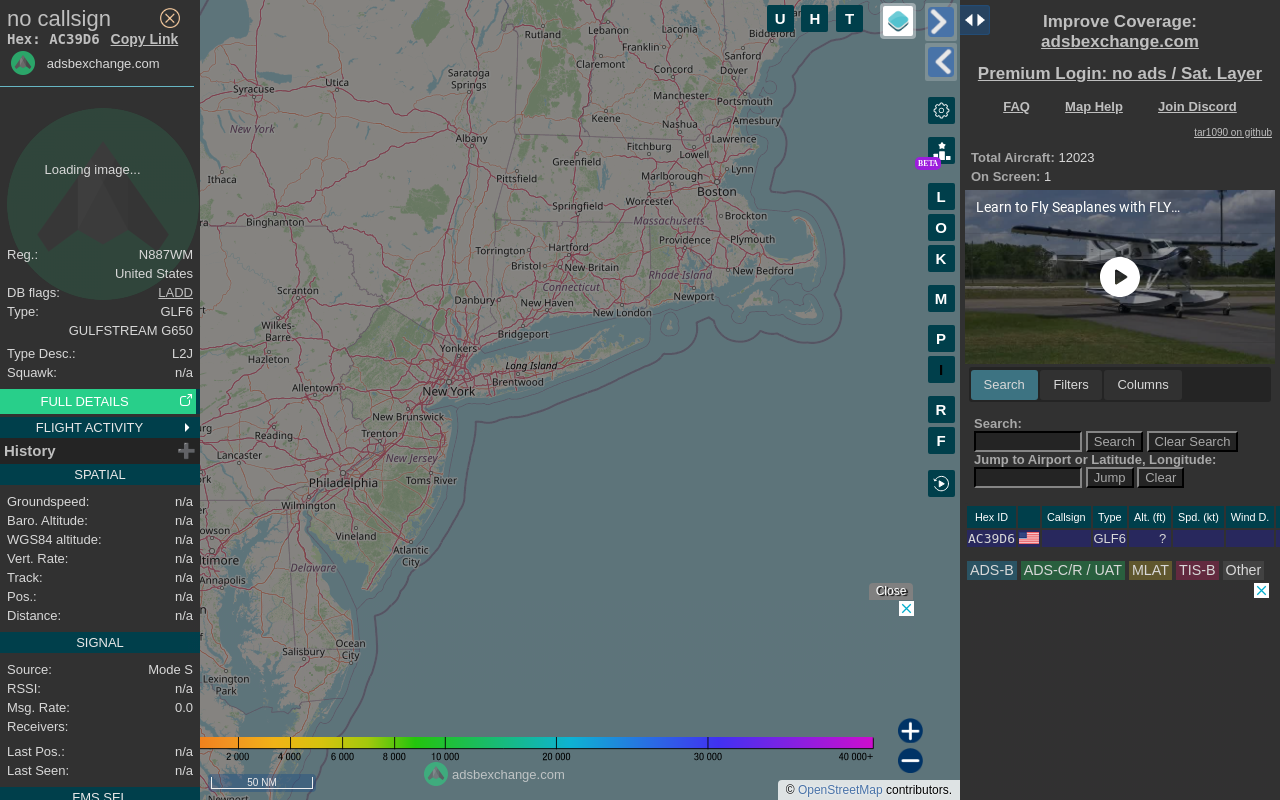 no callsign
Hex: AC39D6 Copy Link
adsbexchange.com
Loading image...
Reg.: N887WM
United States
DB flags: LADD
Type: GLF6
GULFSTREAM G650
Type Desc.: L2J
Squawk: n/a
FULL DETAILS
FLIGHT ACTIVITY
History
SPATIAL
Groundspeed: n/a
Baro. Altitude: n/a
WGS84 altitude: n/a
Vert. Rate: n/a
Track: n/a
Pos.: n/a
Distance: n/a
SIGNAL
Source: Mode S
RSSI: n/a
Msg. Rate: 0.0
Receivers:
Last Pos.: n/a
Last Seen: n/a
FMS SEL
Rutland
Lebanon
Laconia
Franklin
Biddeford
Sanford
Claremont
Concord
Dover
Saratoga
Springs
Utica
Syracuse
Manchester
Portsmouth
Keene
Nashua
Amesbury
New York
Albany
Fitchburg
Lawrence
Lowell
Greenfield
Lynn
Ithaca
Pittsfield
Marlborough
Boston
Worcester
Springfield
Massachusetts
Brockton
Binghamton
Torrington
Hartford
Providence
Plymouth
Bristol
New Britain
Rhode Island
New Bedford
Connecticut
Scranton
Danbury
New Haven
Newport
New London
Wilkes-
Barre
Bridgeport
Hazleton
Yonkers
Long Island
Allentown
New York
Brentwood
New Brunswick
Reading
Trenton
Lancaster
New Jersey
Philadelphia
Toms River
Wilmington
Vineland
Atlantic
City
Annapolis
Delaware
Ocean
City
Salisbury
Lexington
Park
U H T
BETA
L
O
K
M
P
I
R
F
Close
2 000 4 000 6 000 8 000 10 000 20 000 30 000 40 000+
adsbexchange.com
50 NM
© OpenStreetMap contributors.
Improve Coverage:
adsbexchange.com
Premium Login: no ads / Sat. Layer
FAQ Map Help Join Discord
tar1090 on github
Total Aircraft: 12023
On Screen: 1
Learn to Fly Seaplanes with FLY...
Search Filters Columns
Search:
Search Clear Search
Jump to Airport or Latitude, Longitude:
Jump Clear
Hex ID Callsign Type Alt. (ft) Spd. (kt) Wind D.
AC39D6 GLF6 ?
ADS-B ADS-C/R / UAT MLAT TIS-B Other